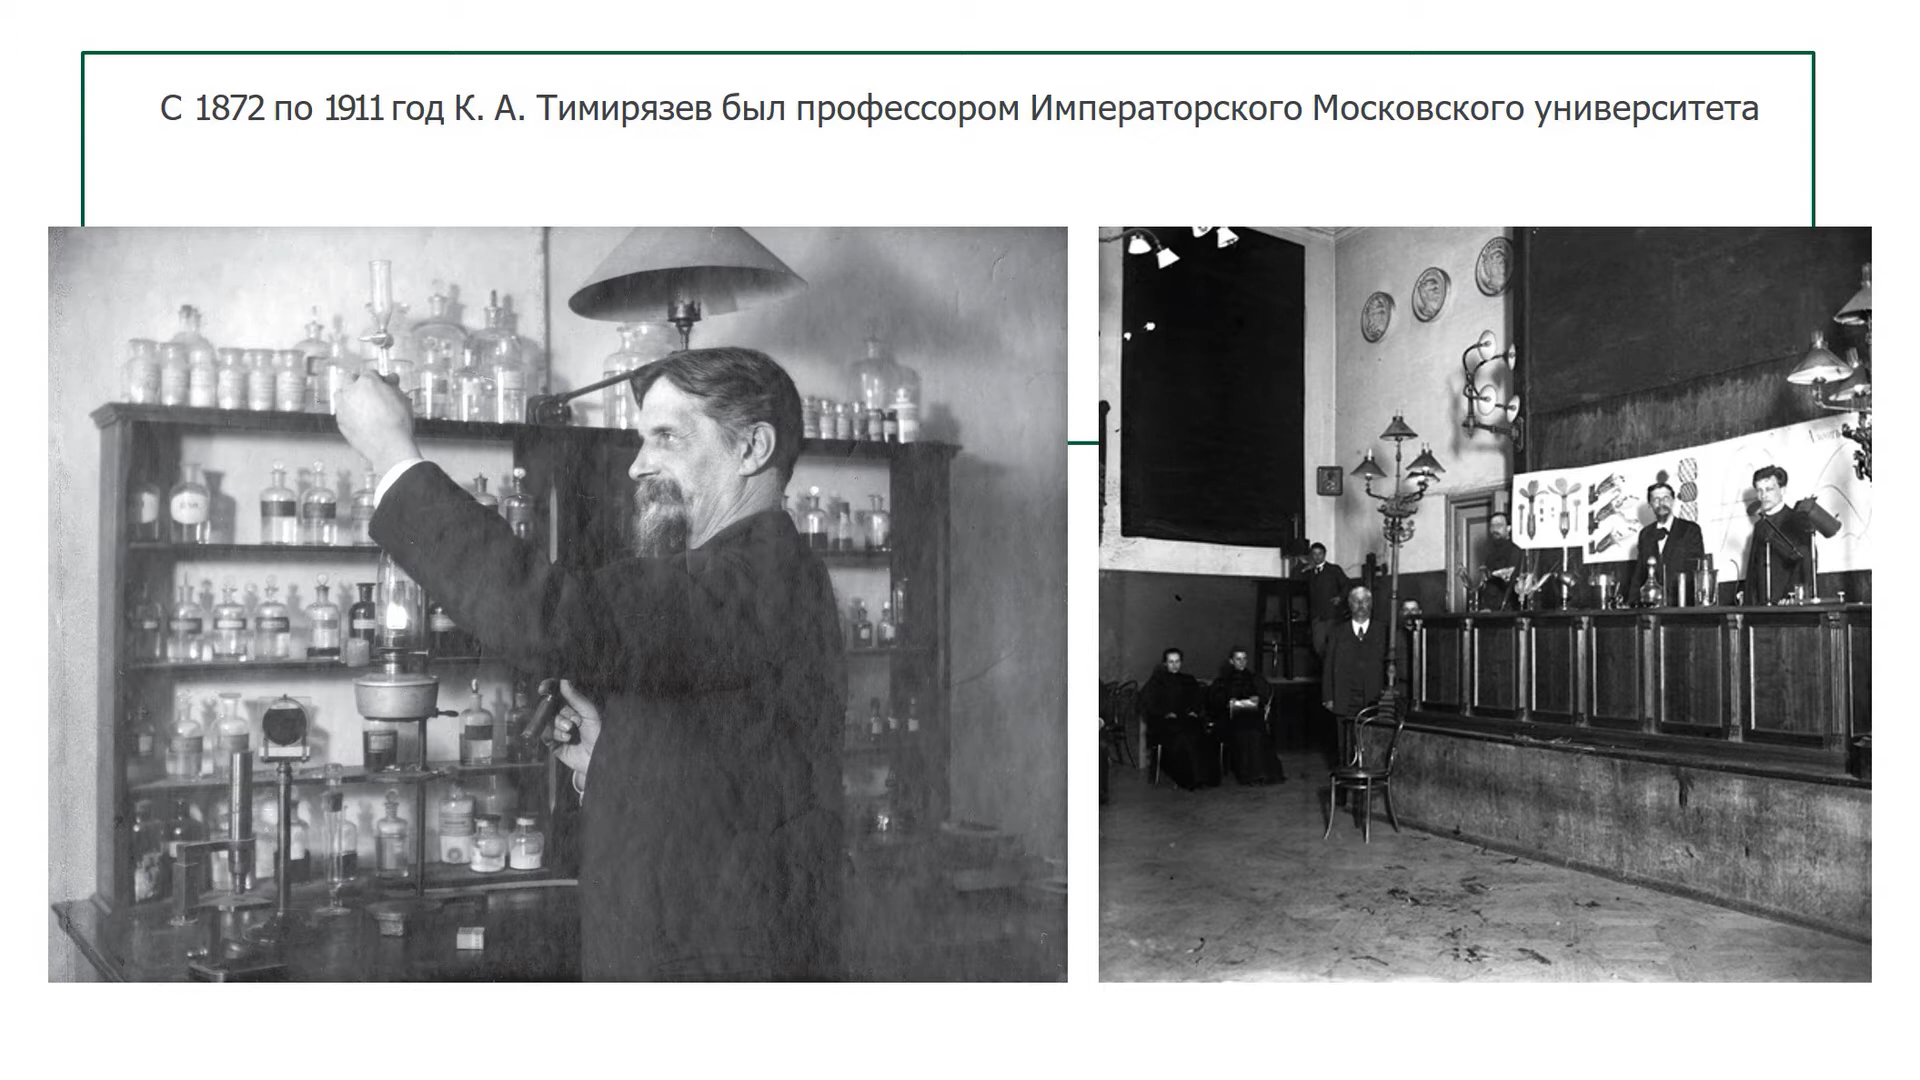 С 1872 по 1911 год К. А. Тимирязев был профессором Императорского Московского университета